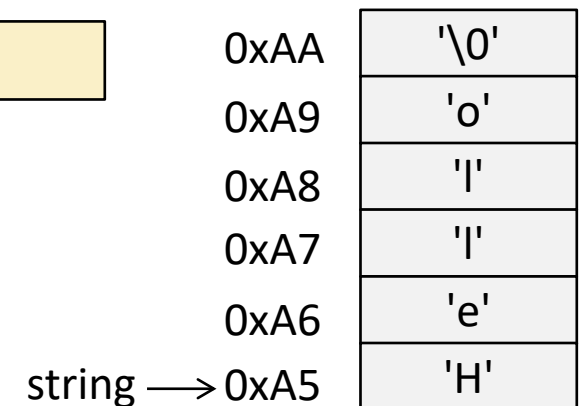 0xAA '\0'
0xA9 'o'
0xA8 'l'
0xA7 'l'
0xA6 'e'
string → 0xA5 'H'